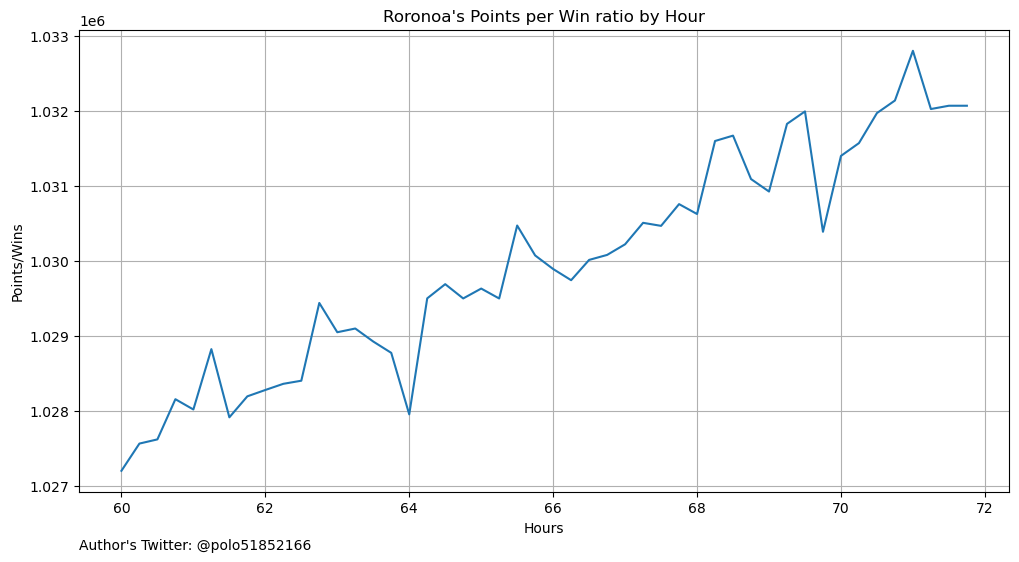 Roronoa's Points per Win ratio by Hour
1e6
1.033
1.032
1.031
1.030
1.029
1.028
1.027
Points/Wins
60 62 64 66 68 70 72
Hours
Author's Twitter: @polo51852166